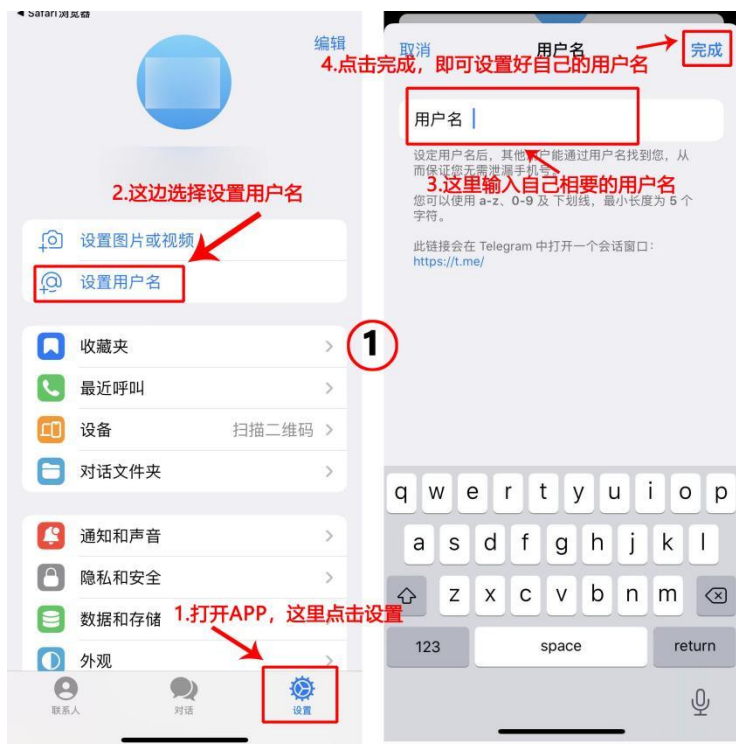 ◀ Safari浏览器
编辑
2.这边选择设置用户名
设置图片或视频
设置用户名
收藏夹
最近呼叫
设备 扫描二维码
对话文件夹
通知和声音
隐私和安全
数据和存储
1.打开APP，这里点击设置
外观
联系人 对话 设置
①
取消 用户名 完成
4.点击完成，即可设置好自己的用户名
用户名
设定用户名后，其他用户能通过用户名找到您，从
而保证您无需泄漏手机号。
3.这里输入自己相要的用户名
您可以使用 a-z、0-9 及 下划线，最小长度为 5 个
字符。
此链接会在 Telegram 中打开一个会话窗口：
https://t.me/
q w e r t y u i o p
a s d f g h j k l
z x c v b n m
123 space return